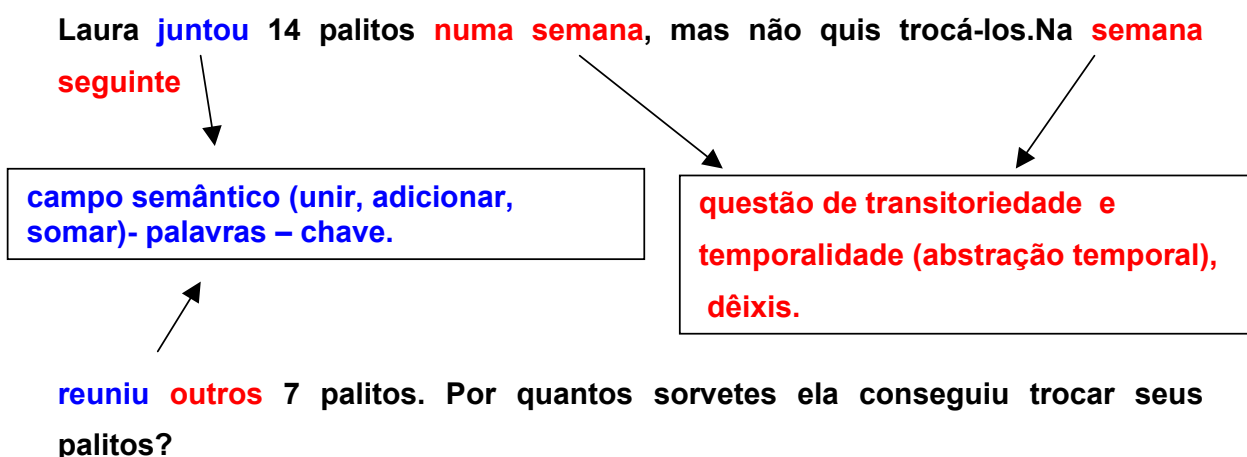 Laura juntou 14 palitos numa semana, mas não quis trocá-los.Na semana
seguinte
campo semântico (unir, adicionar,
somar)- palavras – chave.
questão de transitoriedade e
temporalidade (abstração temporal),
dêixis.
reuniu outros 7 palitos. Por quantos sorvetes ela conseguiu trocar seus
palitos?